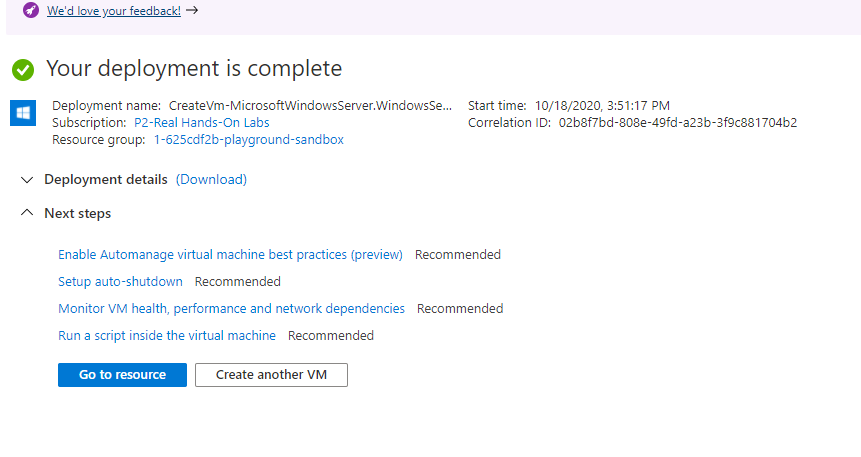 We'd love your feedback! →
Your deployment is complete
Deployment name: CreateVm-MicrosoftWindowsServer.WindowsSe... Start time: 10/18/2020, 3:51:17 PM
Subscription: P2-Real Hands-On Labs Correlation ID: 02b8f7bd-808e-49fd-a23b-3f9c881704b2
Resource group: 1-625cdf2b-playground-sandbox
Deployment details (Download)
Next steps
Enable Automanage virtual machine best practices (preview) Recommended
Setup auto-shutdown Recommended
Monitor VM health, performance and network dependencies Recommended
Run a script inside the virtual machine Recommended
Go to resource Create another VM